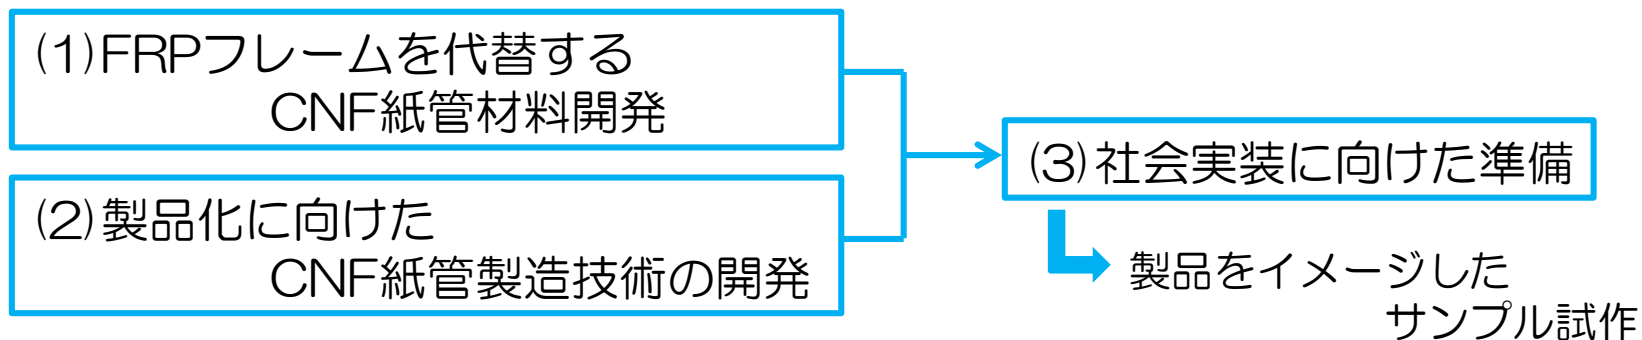 (1)FRPフレームを代替する
CNF紙管材料開発
(2)製品化に向けた
CNF紙管製造技術の開発
(3)社会実装に向けた準備
製品をイメージした
サンプル試作